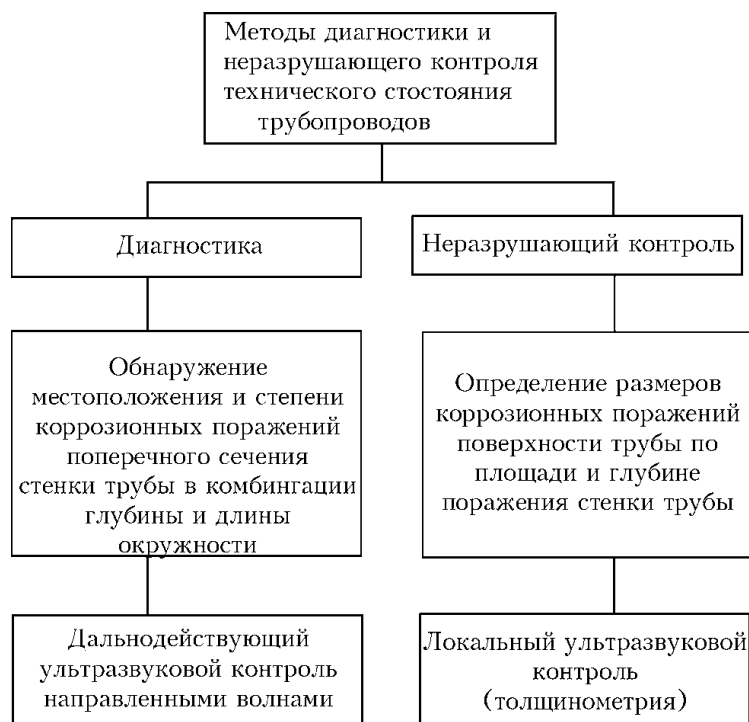 Методы диагностики и
неразрушающего контроля
технического стостояния
трубопроводов
Диагностика
Неразрушающий контроль
Обнаружение
местоположения и степени
коррозионных поражений
поперечного сечения
стенки трубы в комбингации
глубины и длины
окружности
Определение размеров
коррозионных поражений
поверхности трубы по
площади и глубине
поражения стенки трубы
Дальнодействующий
ультразвуковой контроль
направленными волнами
Локальный ультразвуковой
контроль
(толщинометрия)